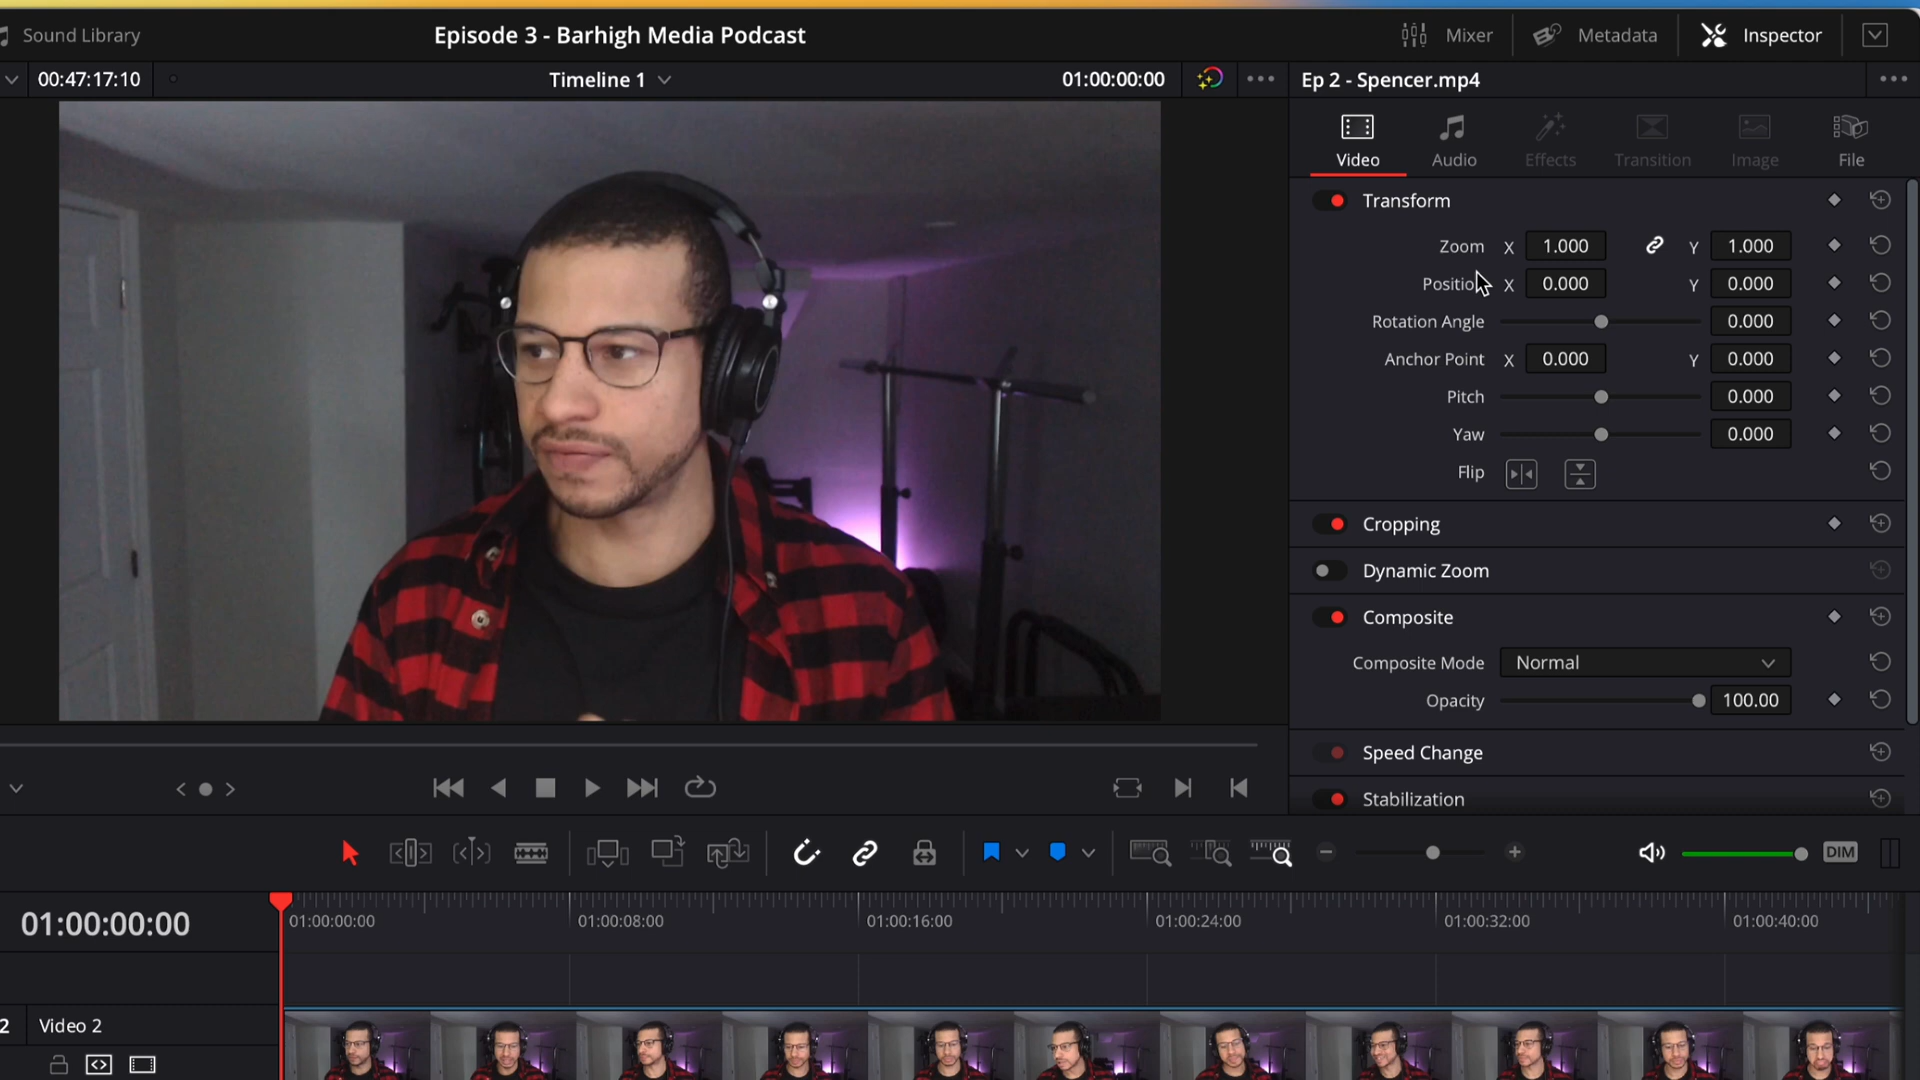 Sound Library
Episode 3 - Barhigh Media Podcast
Mixer
Metadata
Inspector
00:47:17:10
Timeline 1
01:00:00:00
Ep 2 - Spencer.mp4
Video
Audio
Effects
Transition
Image
File
Transform
Zoom X 1.000 Y 1.000
Position X 0.000 Y 0.000
Rotation Angle 0.000
Anchor Point X 0.000 Y 0.000
Pitch 0.000
Yaw 0.000
Flip
Cropping
Dynamic Zoom
Composite
Composite Mode Normal
Opacity 100.00
Speed Change
Stabilization
DIM
01:00:00:00
01:00:00:00
01:00:08:00
01:00:16:00
01:00:24:00
01:00:32:00
01:00:40:00
2 Video 2